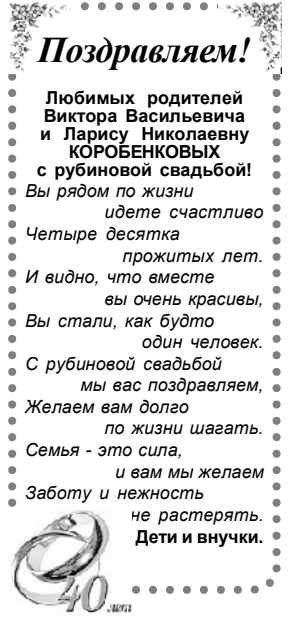 Поздравляем!
Любимых родителей
Виктора Васильевича
и Ларису Николаевну
КОРОБЕНКОВЫХ
с рубиновой свадьбой!
Вы рядом по жизни
идете счастливо
Четыре десятка
прожитых лет.
И видно, что вместе
вы очень красивы,
Вы стали, как будто
один человек.
С рубиновой свадьбой
мы вас поздравляем,
Желаем вам долго
по жизни шагать.
Семья - это сила,
и вам мы желаем
Заботу и нежность
не растерять.
Дети и внучки.
40 лет